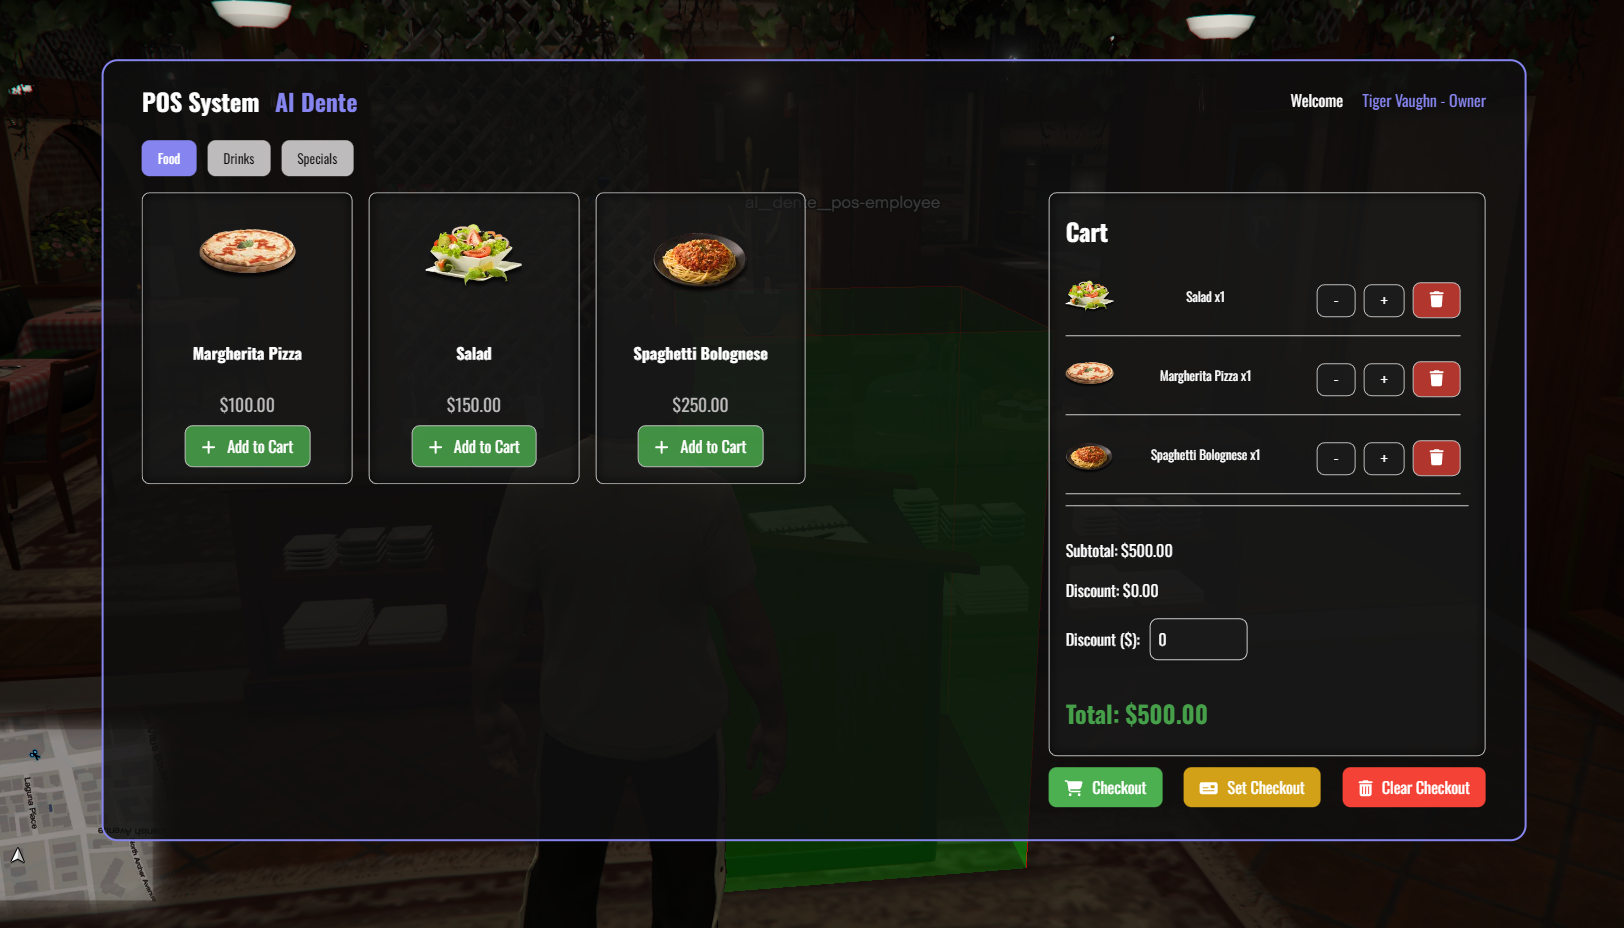 POS System Al Dente
Welcome Tiger Vaughn - Owner
Food
Drinks
Specials
al_dente_pos-employee
Margherita Pizza
$100.00
+ Add to Cart
Salad
$150.00
+ Add to Cart
Spaghetti Bolognese
$250.00
+ Add to Cart
Cart
Salad x1
- +
Margherita Pizza x1
- +
Spaghetti Bolognese x1
- +
Subtotal: $500.00
Discount: $0.00
Discount ($): 0
Total: $500.00
Checkout
Set Checkout
Clear Checkout
Laguna Place
North Archer Avenue